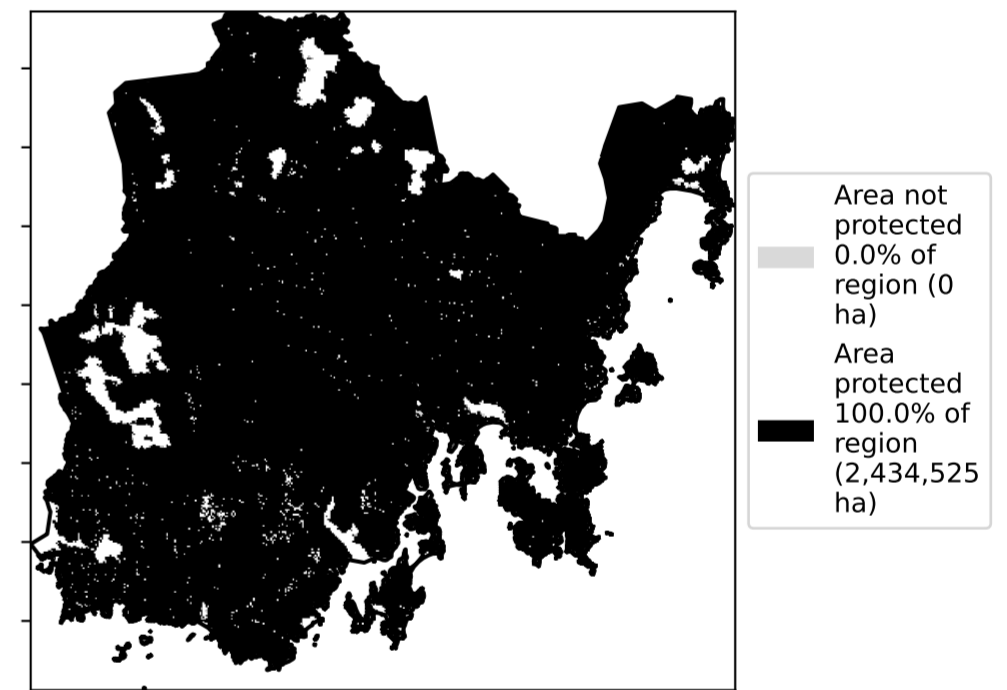 Area not
protected
0.0% of
region (0
ha)
Area
protected
100.0% of
region
(2,434,525
ha)